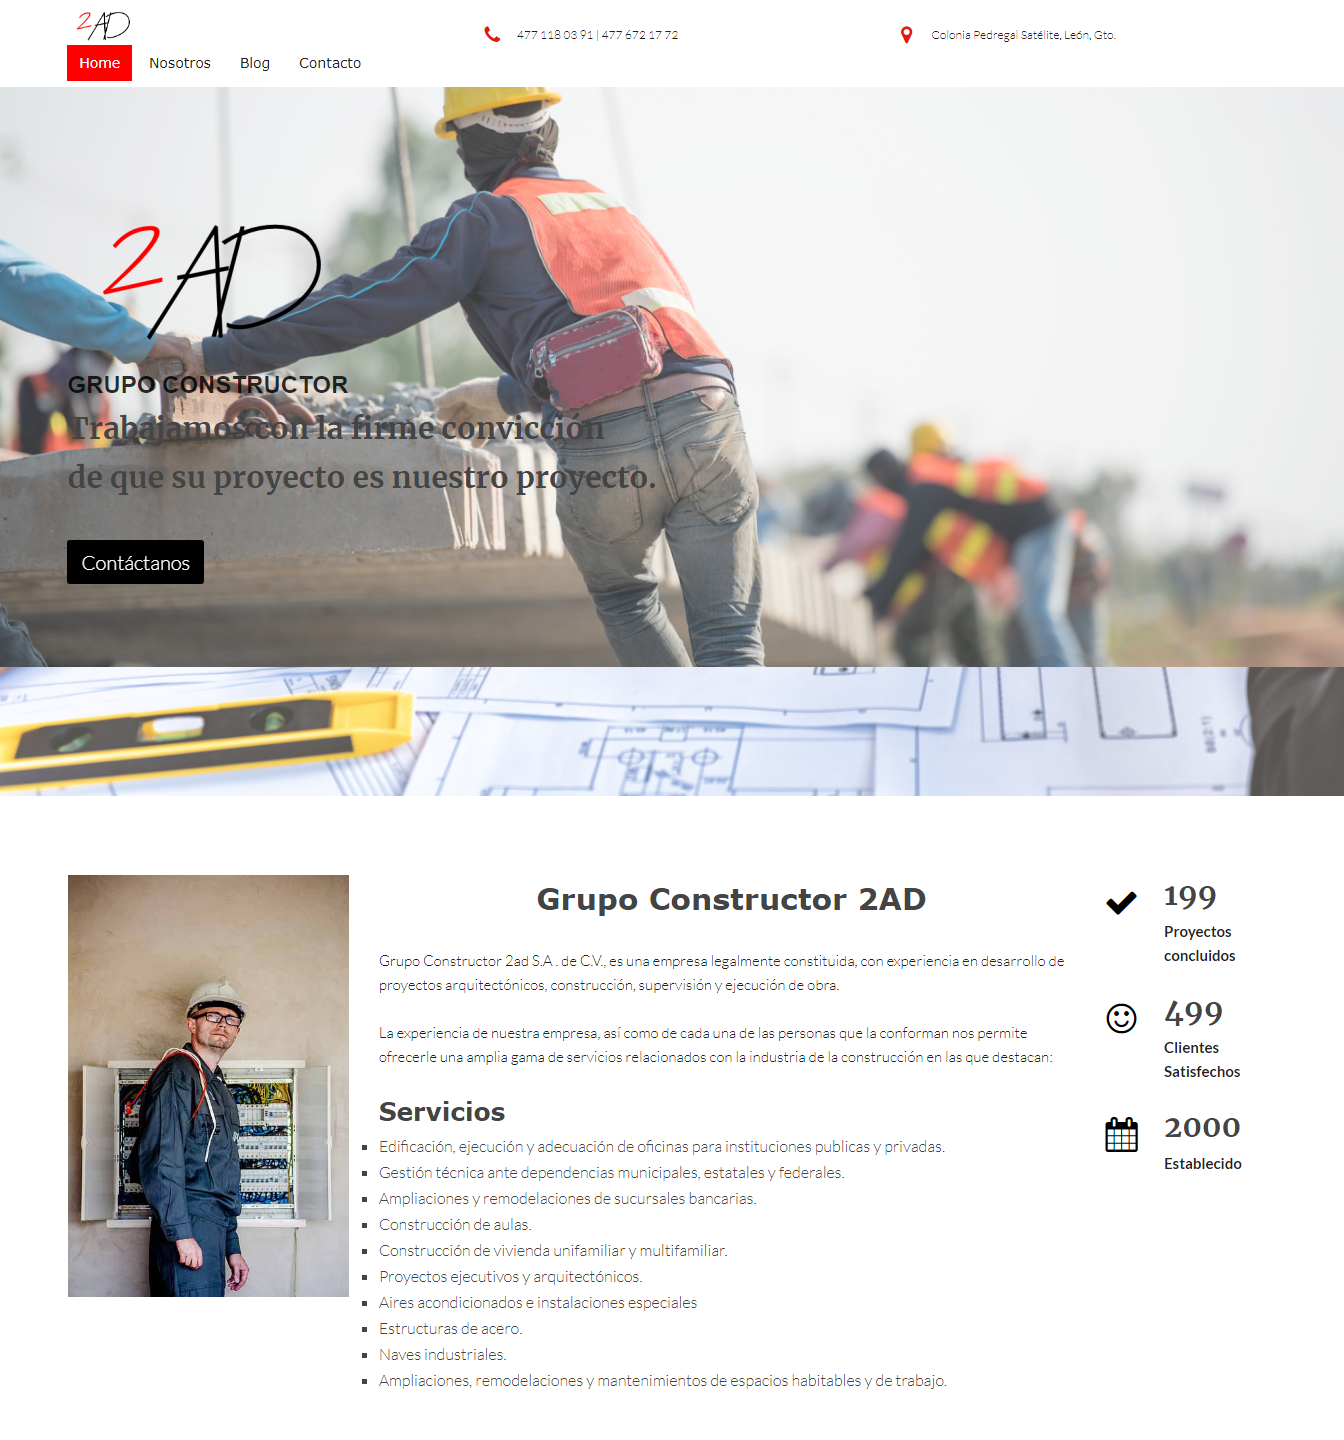 2AD
477 118 03 91 | 477 672 17 72
Colonia Pedregal Satélite, León, Gto.
Home
Nosotros
Blog
Contacto
2AD
GRUPO CONSTRUCTOR
Trabajamos con la firme convicción
de que su proyecto es nuestro proyecto.
Contáctanos
Grupo Constructor 2AD
Grupo Constructor 2ad S.A . de C.V., es una empresa legalmente constituida, con experiencia en desarrollo de
proyectos arquitectónicos, construcción, supervisión y ejecución de obra.
La experiencia de nuestra empresa, así como de cada una de las personas que la conforman nos permite
ofrecerle una amplia gama de servicios relacionados con la industria de la construcción en las que destacan:
Servicios
Edificación, ejecución y adecuación de oficinas para instituciones publicas y privadas.
Gestión técnica ante dependencias municipales, estatales y federales.
Ampliaciones y remodelaciones de sucursales bancarias.
Construcción de aulas.
Construcción de vivienda unifamiliar y multifamiliar.
Proyectos ejecutivos y arquitectónicos.
Aires acondicionados e instalaciones especiales
Estructuras de acero.
Naves industriales.
Ampliaciones, remodelaciones y mantenimientos de espacios habitables y de trabajo.
199
Proyectos
concluidos
499
Clientes
Satisfechos
2000
Establecido